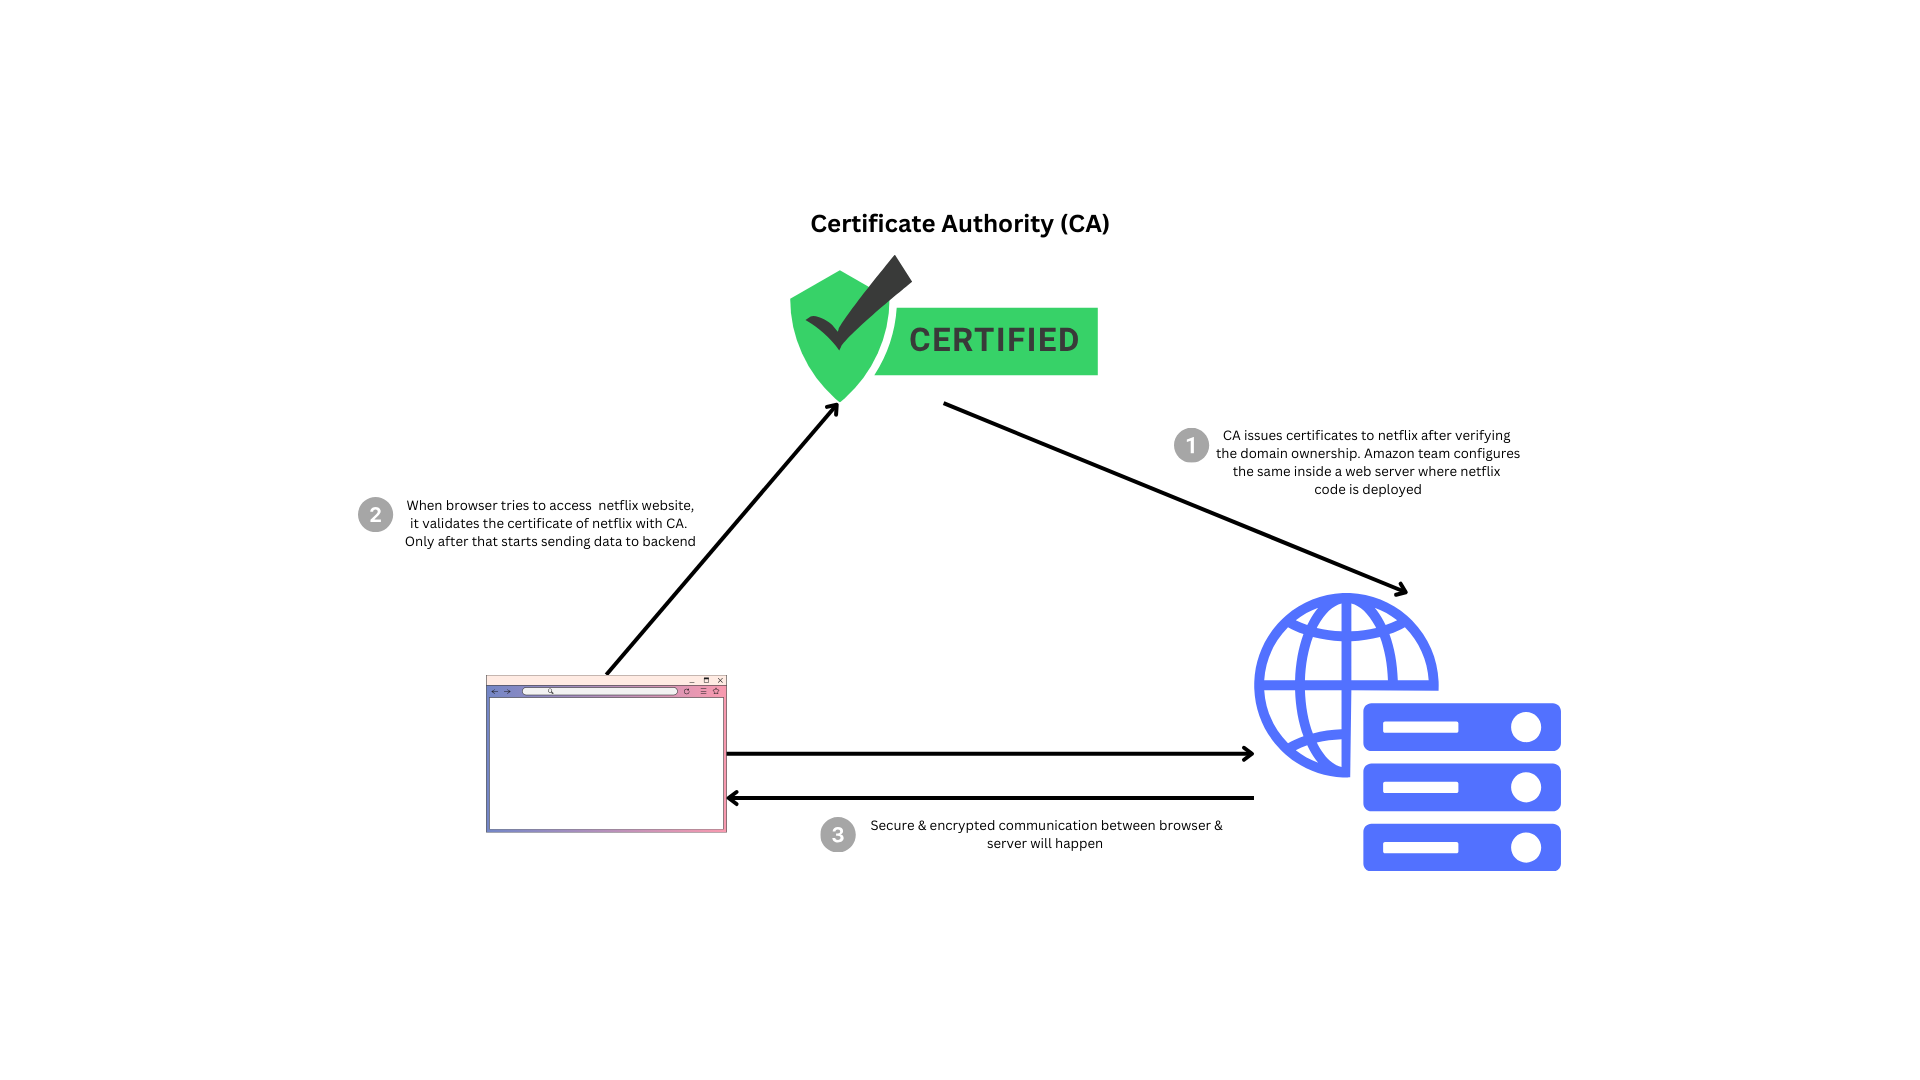 Certificate Authority (CA)
CERTIFIED
1
CA issues certificates to netflix after verifying
the domain ownership. Amazon team configures
the same inside a web server where netflix
code is deployed
2
When browser tries to access  netflix website,
it validates the certificate of netflix with CA.
Only after that starts sending data to backend
3
Secure & encrypted communication between browser &
server will happen